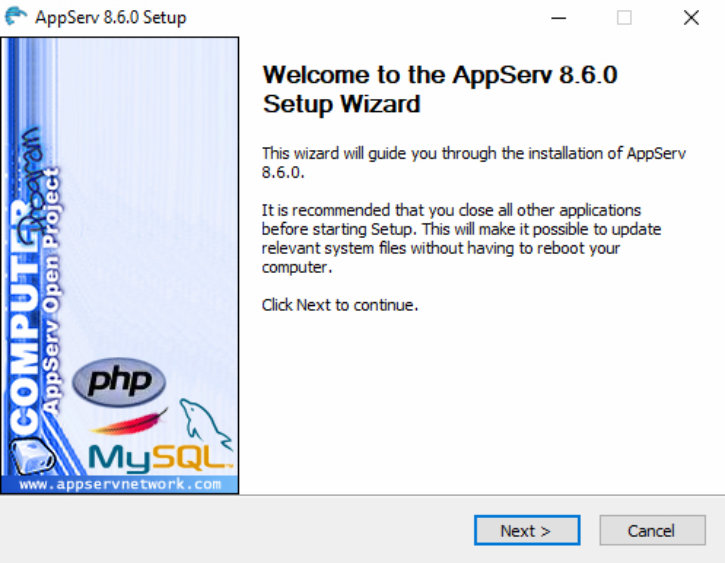 AppServ 8.6.0 Setup
Welcome to the AppServ 8.6.0
Setup Wizard
This wizard will guide you through the installation of AppServ
8.6.0.
It is recommended that you close all other applications
before starting Setup. This will make it possible to update
relevant system files without having to reboot your
computer.
Click Next to continue.
COMPUTER
Program
AppServ Open Project
php
MySQL
www.appservnetwork.com
Next >
Cancel